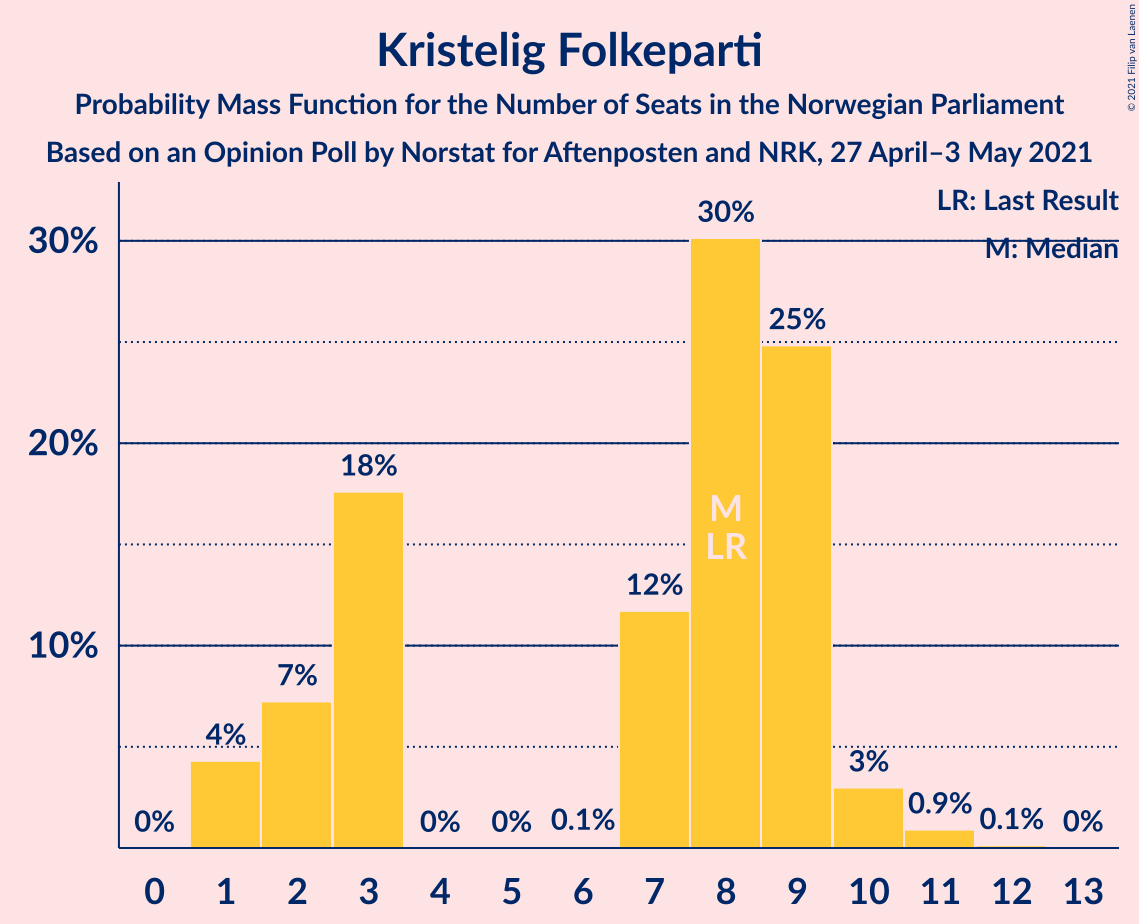 Kristelig Folkeparti
Probability Mass Function for the Number of Seats in the Norwegian Parliament
Based on an Opinion Poll by Norstat for Aftenposten and NRK, 27 April–3 May 2021
© 2021 Filip van Laenen
LR: Last Result
M: Median
30%
20%
10%
0%
4%
7%
18%
0%
0%
0.1%
12%
30%
25%
3%
0.9%
0.1%
0%
M
LR
0 1 2 3 4 5 6 7 8 9 10 11 12 13